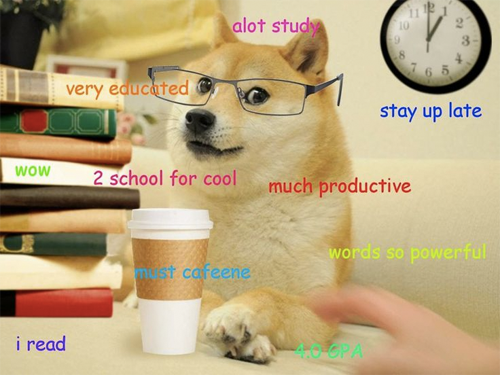 alot study
very educated
stay up late
wow
2 school for cool
much productive
words so powerful
must cafeene
i read
4.0 GPA